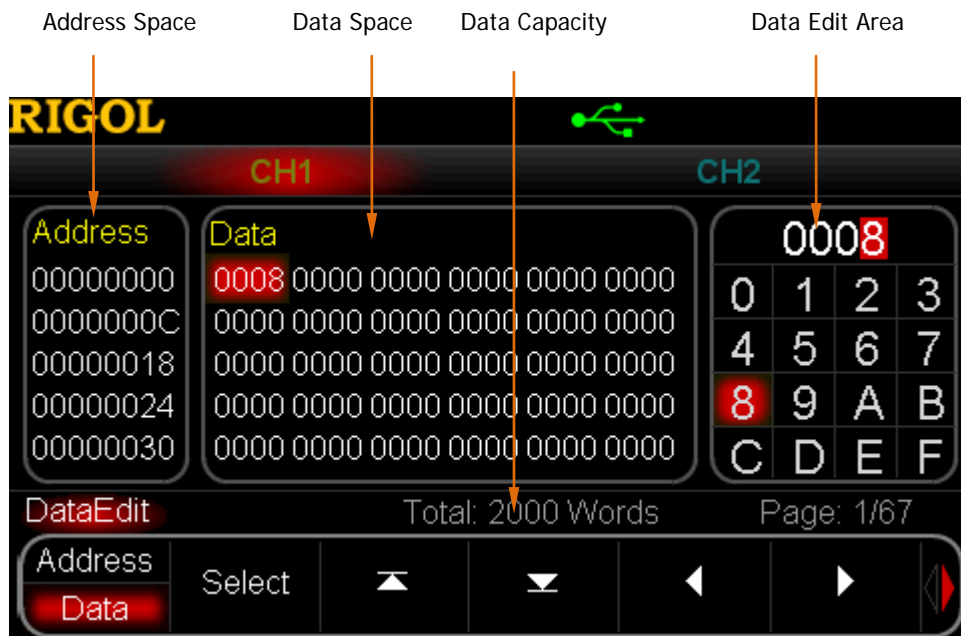 Address Space Data Space Data Capacity Data Edit Area
RIGOL
CH1 CH2
Address Data 0008
00000000 0008 0000 0000 0000 0000 0000 0 1 2 3
0000000C 0000 0000 0000 0000 0000 0000
00000018 0000 0000 0000 0000 0000 0000 4 5 6 7
00000024 0000 0000 0000 0000 0000 0000 8 9 A B
00000030 0000 0000 0000 0000 0000 0000 C D E F
DataEdit Total: 2000 Words Page: 1/67
Address
Select
Data